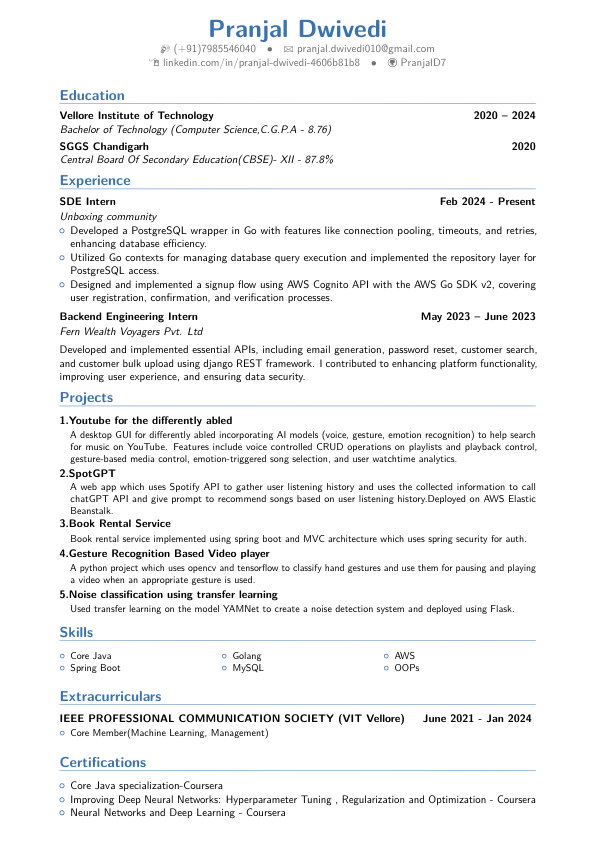 Pranjal Dwivedi
(+91)7985546040 • pranjal.dwivedi010@gmail.com
linkedin.com/in/pranjal-dwivedi-4606b81b8 • PranjalD7
Education
Vellore Institute of Technology 2020 – 2024
Bachelor of Technology (Computer Science,C.G.P.A - 8.76)
SGGS Chandigarh 2020
Central Board Of Secondary Education(CBSE)- XII - 87.8%
Experience
SDE Intern Feb 2024 - Present
Unboxing community
Developed a PostgreSQL wrapper in Go with features like connection pooling, timeouts, and retries,
enhancing database efficiency.
Utilized Go contexts for managing database query execution and implemented the repository layer for
PostgreSQL access.
Designed and implemented a signup flow using AWS Cognito API with the AWS Go SDK v2, covering
user registration, confirmation, and verification processes.
Backend Engineering Intern May 2023 – June 2023
Fern Wealth Voyagers Pvt. Ltd
Developed and implemented essential APIs, including email generation, password reset, customer search,
and customer bulk upload using django REST framework. I contributed to enhancing platform functionality,
improving user experience, and ensuring data security.
Projects
1.Youtube for the differently abled
A desktop GUI for differently abled incorporating AI models (voice, gesture, emotion recognition) to help search
for music on YouTube. Features include voice controlled CRUD operations on playlists and playback control,
gesture-based media control, emotion-triggered song selection, and user watchtime analytics.
2.SpotGPT
A web app which uses Spotify API to gather user listening history and uses the collected information to call
chatGPT API and give prompt to recommend songs based on user listening history.Deployed on AWS Elastic
Beanstalk.
3.Book Rental Service
Book rental service implemented using spring boot and MVC architecture which uses spring security for auth.
4.Gesture Recognition Based Video player
A python project which uses opencv and tensorflow to classify hand gestures and use them for pausing and playing
a video when an appropriate gesture is used.
5.Noise classification using transfer learning
Used transfer learning on the model YAMNet to create a noise detection system and deployed using Flask.
Skills
Core Java Golang AWS
Spring Boot MySQL OOPs
Extracurriculars
IEEE PROFESSIONAL COMMUNICATION SOCIETY (VIT Vellore) June 2021 - Jan 2024
Core Member(Machine Learning, Management)
Certifications
Core Java specialization-Coursera
Improving Deep Neural Networks: Hyperparameter Tuning , Regularization and Optimization - Coursera
Neural Networks and Deep Learning - Coursera